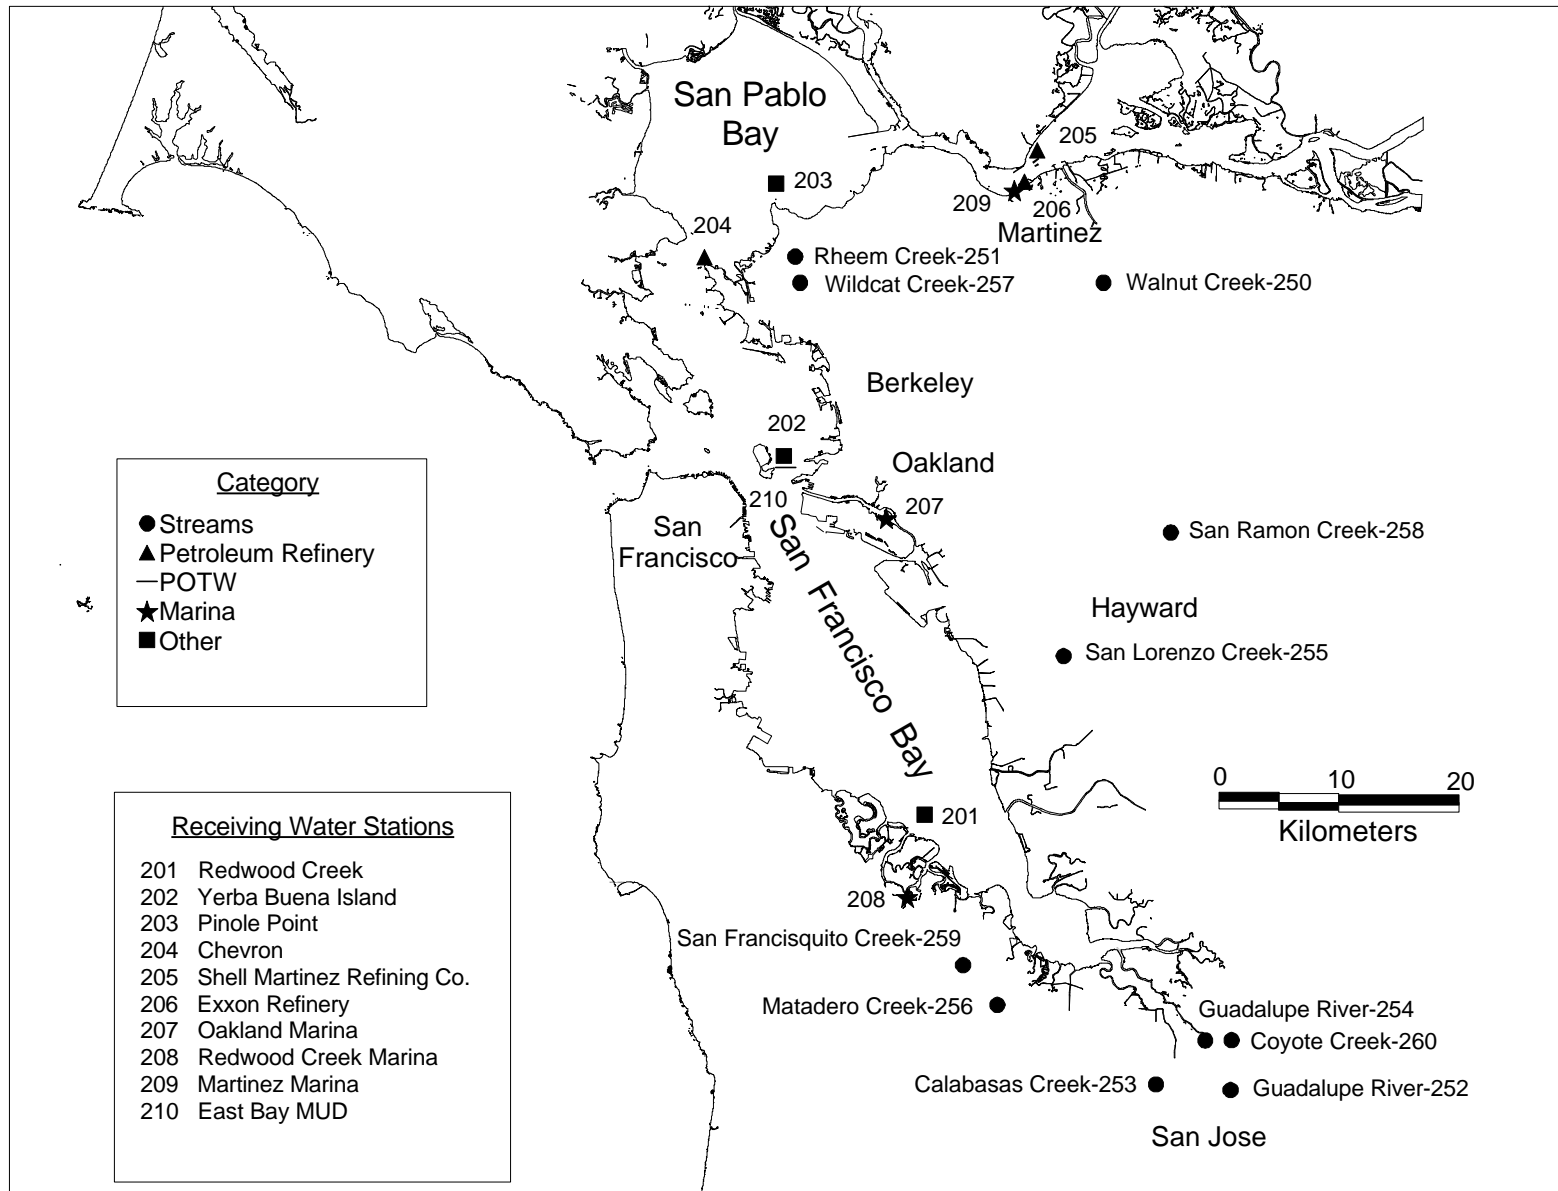 San Pablo
Bay
205
203
209
206
204
Martinez
Rheem Creek-251
Wildcat Creek-257
Walnut Creek-250
Berkeley
202
Oakland
210
207
San
Francisco
San Francisco Bay
San Ramon Creek-258
Hayward
San Lorenzo Creek-255
Category
Streams
Petroleum Refinery
POTW
Marina
Other
0 10 20
Kilometers
201
208
San Francisquito Creek-259
Matadero Creek-256
Guadalupe River-254
Coyote Creek-260
Calabasas Creek-253
Guadalupe River-252
San Jose
Receiving Water Stations
201 Redwood Creek
202 Yerba Buena Island
203 Pinole Point
204 Chevron
205 Shell Martinez Refining Co.
206 Exxon Refinery
207 Oakland Marina
208 Redwood Creek Marina
209 Martinez Marina
210 East Bay MUD